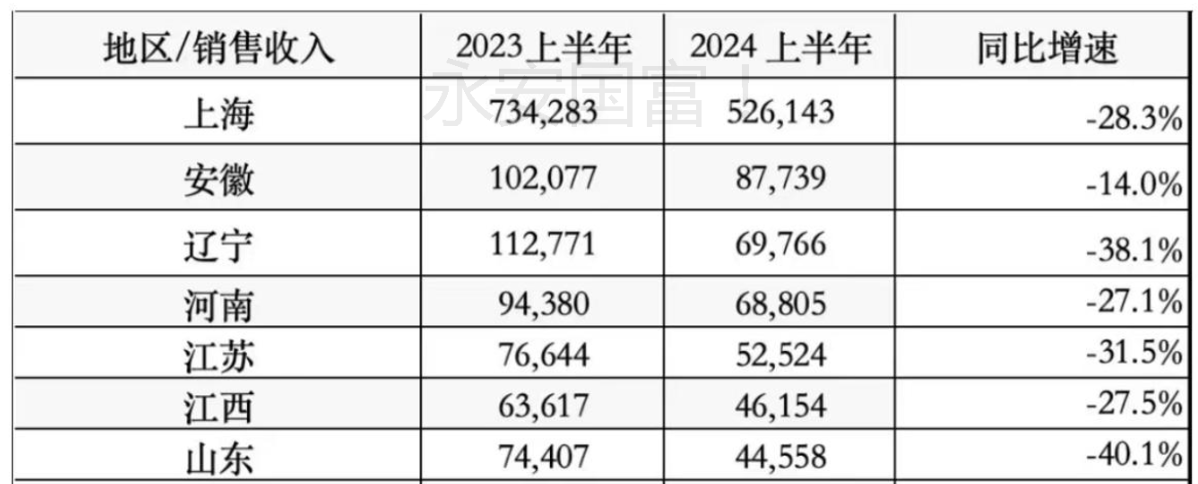 地区/销售收入 2023上半年 2024 上半年 同比增速
永安国富！
上海 734,283 526,143 -28.3%
安徽 102,077 87,739 -14.0%
辽宁 112,771 69,766 -38.1%
河南 94,380 68,805 -27.1%
江苏 76,644 52,524 -31.5%
江西 63,617 46,154 -27.5%
山东 74,407 44,558 -40.1%